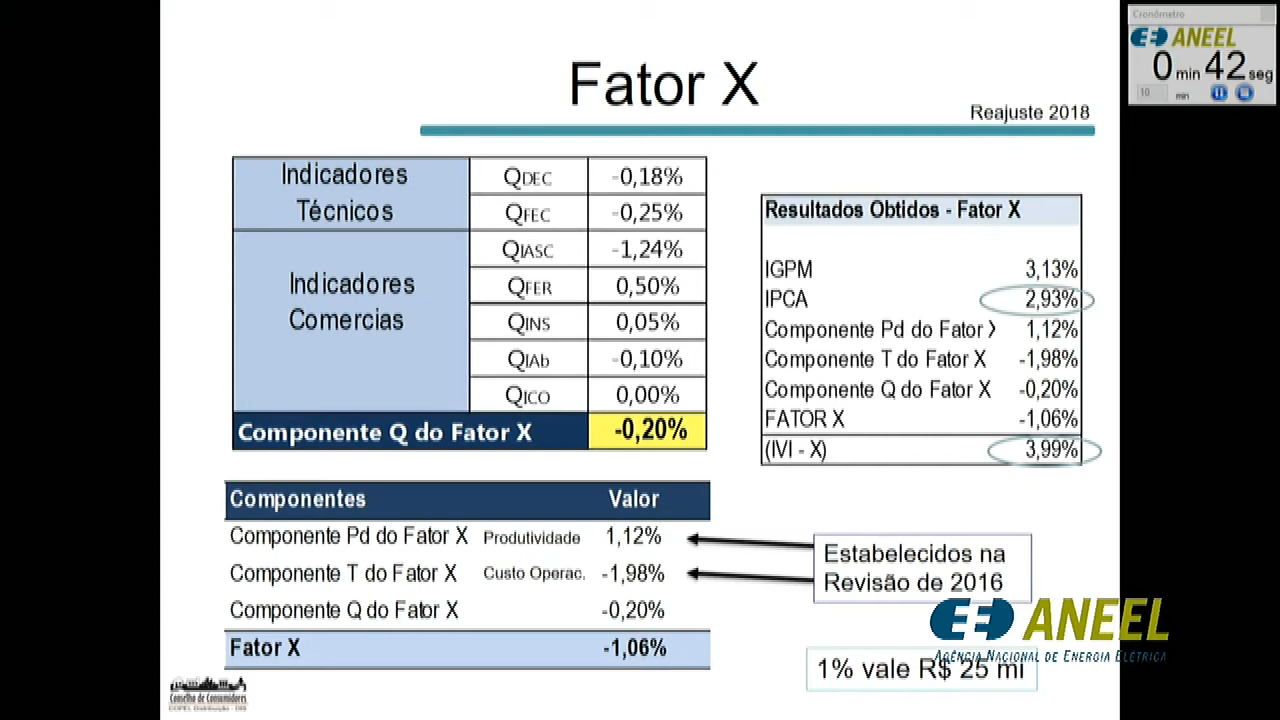 Fator X
Reajuste 2018
Cronômetro
ANEEL
0 min 42 seg
10 min
Indicadores Técnicos
QDEC -0,18%
QFEC -0,25%
Indicadores Comercias
QIASC -1,24%
QFER 0,50%
QINS 0,05%
QIAb -0,10%
QICO 0,00%
Componente Q do Fator X -0,20%
Resultados Obtidos - Fator X
IGPM 3,13%
IPCA 2,93%
Componente Pd do Fator X 1,12%
Componente T do Fator X -1,98%
Componente Q do Fator X -0,20%
FATOR X -1,06%
(IVI - X) 3,99%
Componentes Valor
Componente Pd do Fator X Produtividade 1,12%
Componente T do Fator X Custo Operac. -1,98%
Componente Q do Fator X -0,20%
Fator X -1,06%
Estabelecidos na
Revisão de 2016
ANEEL
AGÊNCIA NACIONAL DE ENERGIA ELÉTRICA
1% vale R$ 25 mi
Conselho de Consumidores